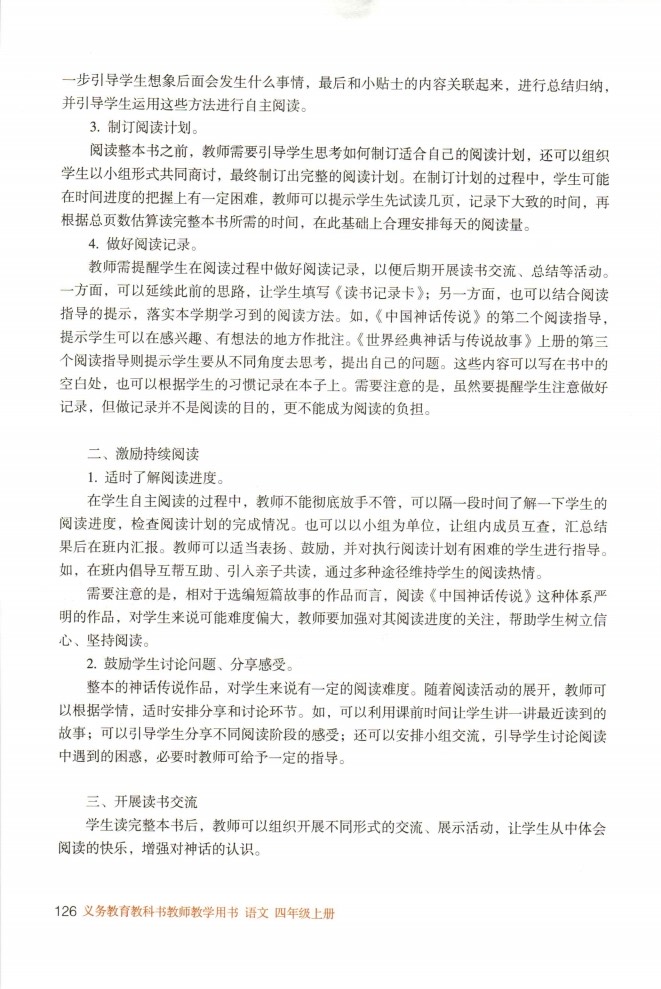 一步引导学生想象后面会发生什么事情，最后和小贴士的内容关联起来，进行总结归纳，
并引导学生运用这些方法进行自主阅读。
3. 制订阅读计划。
阅读整本书之前，教师需要引导学生思考如何制订适合自己的阅读计划，还可以组织
学生以小组形式共同商讨，最终制订出完整的阅读计划。在制订计划的过程中，学生可能
在时间进度的把握上有一定困难，教师可以提示学生先试读几页，记录下大致的时间，再
根据总页数估算读完整本书所需的时间，在此基础上合理安排每天的阅读量。
4. 做好阅读记录。
教师需提醒学生在阅读过程中做好阅读记录，以便后期开展读书交流、总结等活动。
一方面，可以延续此前的思路，让学生填写《读书记录卡》；另一方面，也可以结合阅读
指导的提示，落实本学期学习到的阅读方法。如，《中国神话传说》的第二个阅读指导，
提示学生可以在感兴趣、有想法的地方作批注。《世界经典神话与传说故事》上册的第三
个阅读指导则提示学生要从不同角度去思考，提出自己的问题。这些内容可以写在书中的
空白处，也可以根据学生的习惯记录在本子上。需要注意的是，虽然要提醒学生注意做好
记录，但做记录并不是阅读的目的，更不能成为阅读的负担。
二、激励持续阅读
1. 适时了解阅读进度。
在学生自主阅读的过程中，教师不能彻底放手不管，可以隔一段时间了解一下学生的
阅读进度，检查阅读计划的完成情况。也可以以小组为单位，让组内成员互查，汇总结
果后在班内汇报。教师可以适当表扬、鼓励，并对执行阅读计划有困难的学生进行指导。
如，在班内倡导互帮互助、引入亲子共读，通过多种途径维持学生的阅读热情。
需要注意的是，相对于选编短篇故事的作品而言，阅读《中国神话传说》这种体系严
明的作品，对学生来说可能难度偏大，教师要加强对其阅读进度的关注，帮助学生树立信
心、坚持阅读。
2. 鼓励学生讨论问题、分享感受。
整本的神话传说作品，对学生来说有一定的阅读难度。随着阅读活动的展开，教师可
以根据学情，适时安排分享和讨论环节。如，可以利用课前时间让学生讲一讲最近读到的
故事；可以引导学生分享不同阅读阶段的感受；还可以安排小组交流，引导学生讨论阅读
中遇到的困惑，必要时教师可给予一定的指导。
三、开展读书交流
学生读完整本书后，教师可以组织开展不同形式的交流、展示活动，让学生从中体会
阅读的快乐，增强对神话的认识。
126 义务教育教科书教师教学用书 语文 四年级上册